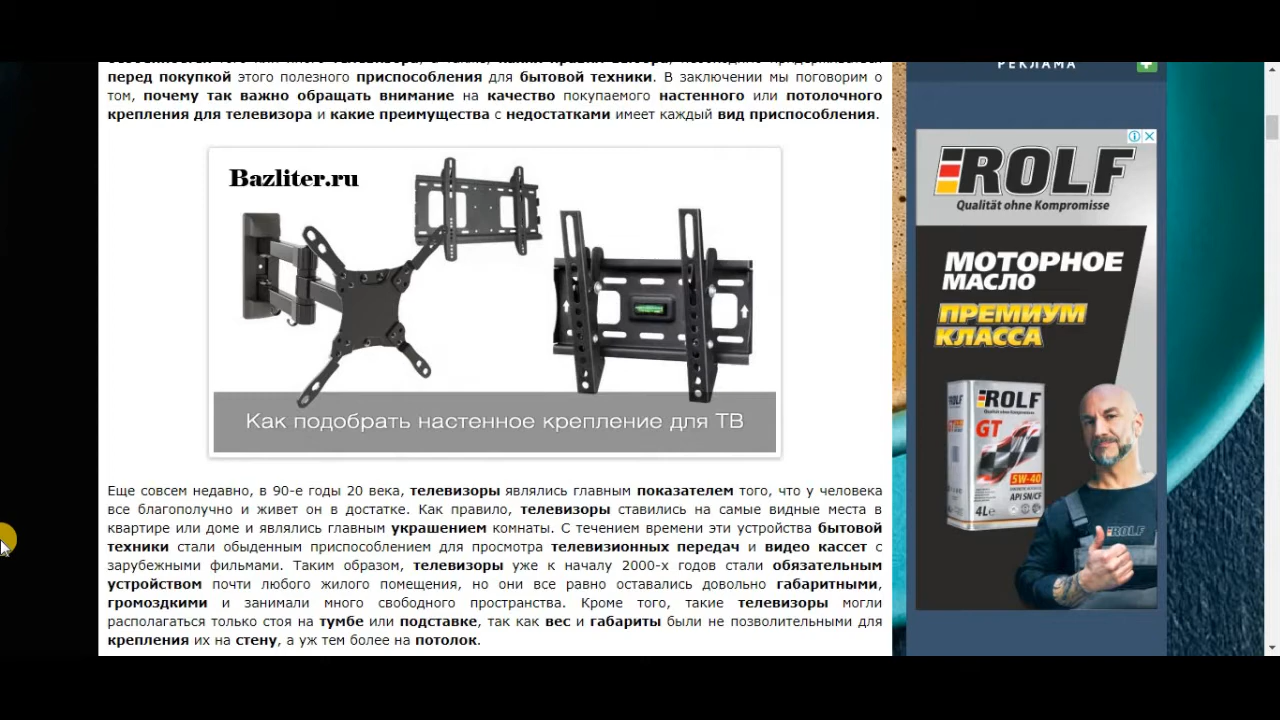 перед покупкой этого полезного приспособления для бытовой техники. В заключении мы поговорим о
том, почему так важно обращать внимание на качество покупаемого настенного или потолочного
крепления для телевизора и какие преимущества с недостатками имеет каждый вид приспособления.
Bazliter.ru
Как подобрать настенное крепление для ТВ
Еще совсем недавно, в 90-е годы 20 века, телевизоры являлись главным показателем того, что у человека
все благополучно и живет он в достатке. Как правило, телевизоры ставились на самые видные места в
квартире или доме и являлись главным украшением комнаты. С течением времени эти устройства бытовой
техники стали обыденным приспособлением для просмотра телевизионных передач и видео кассет с
зарубежными фильмами. Таким образом, телевизоры уже к началу 2000-х годов стали обязательным
устройством почти любого жилого помещения, но они все равно оставались довольно габаритными,
громоздкими и занимали много свободного пространства. Кроме того, такие телевизоры могли
располагаться только стоя на тумбе или подставке, так как вес и габариты были не позволительными для
крепления их на стену, а уж тем более на потолок.
РЕКЛАМА
ROLF
Qualität ohne Kompromisse
МОТОРНОЕ
МАСЛО
ПРЕМИУМ
КЛАССА
ROLF
Qualität ohne Kompromisse
GT
5W-40
API SN/CF
4L
ROLF